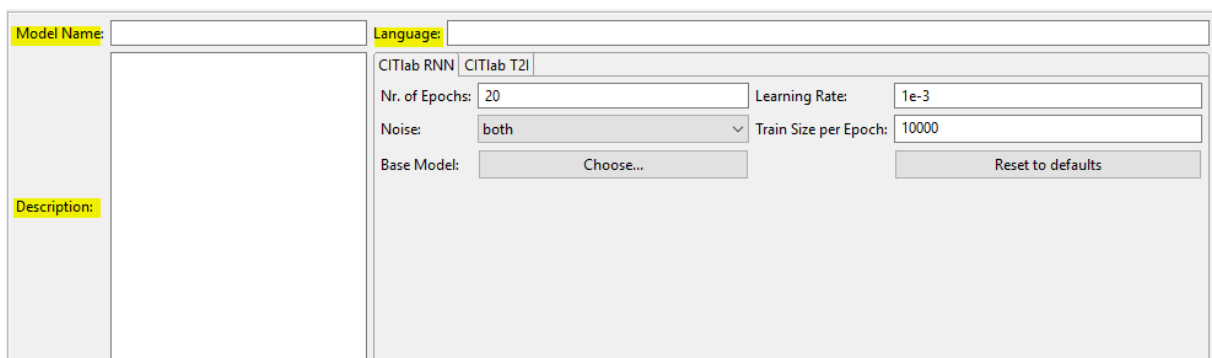 Model Name: Language:
CITlab RNN CITlab T2I
Nr. of Epochs: 20 Learning Rate: 1e-3
Noise: both Train Size per Epoch: 10000
Base Model: Choose... Reset to defaults
Description: